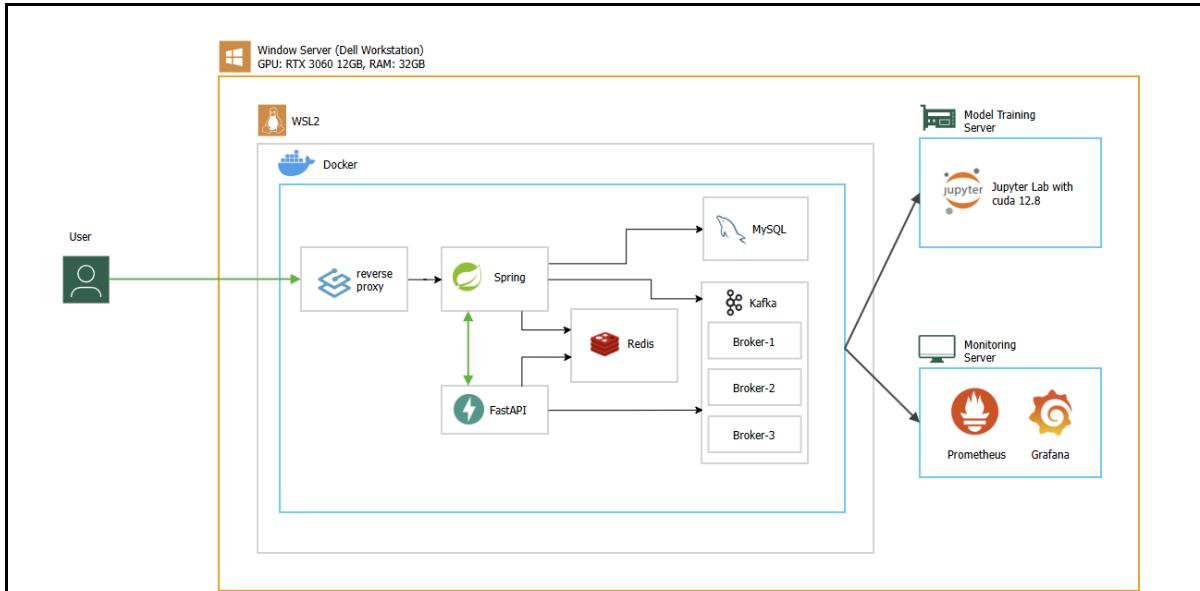 Window Server (Dell Workstation)
GPU: RTX 3060 12GB, RAM: 32GB
WSL2
Docker
User
reverse
proxy
Spring
MySQL
Kafka
Broker-1
Broker-2
Broker-3
Redis
FastAPI
Model Training
Server
jupyter
Jupyter Lab with
cuda 12.8
Monitoring
Server
Prometheus
Grafana